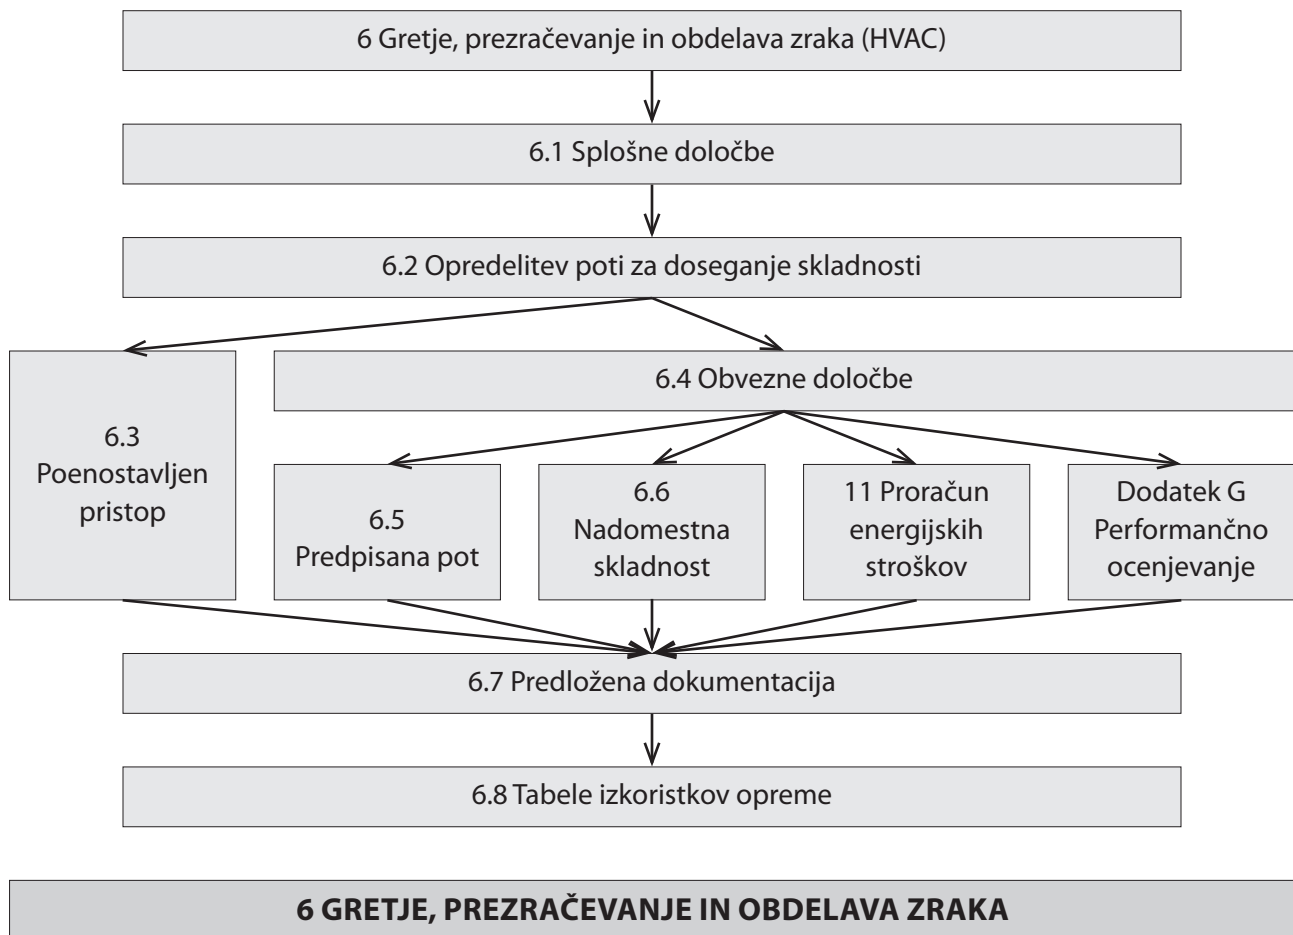 6 Gretje, prezračevanje in obdelava zraka (HVAC)
6.1 Splošne določbe
6.2 Opredelitev poti za doseganje skladnosti
6.3
Poenostavljen
pristop
6.4 Obvezne določbe
6.5
Predpisana pot
6.6
Nadomestna
skladnost
11 Proračun
energijskih
stroškov
Dodatek G
Performančno
ocenjevanje
6.7 Predložena dokumentacija
6.8 Tabele izkoristkov opreme
6 GRETJE, PREZRAČEVANJE IN OBDELAVA ZRAKA